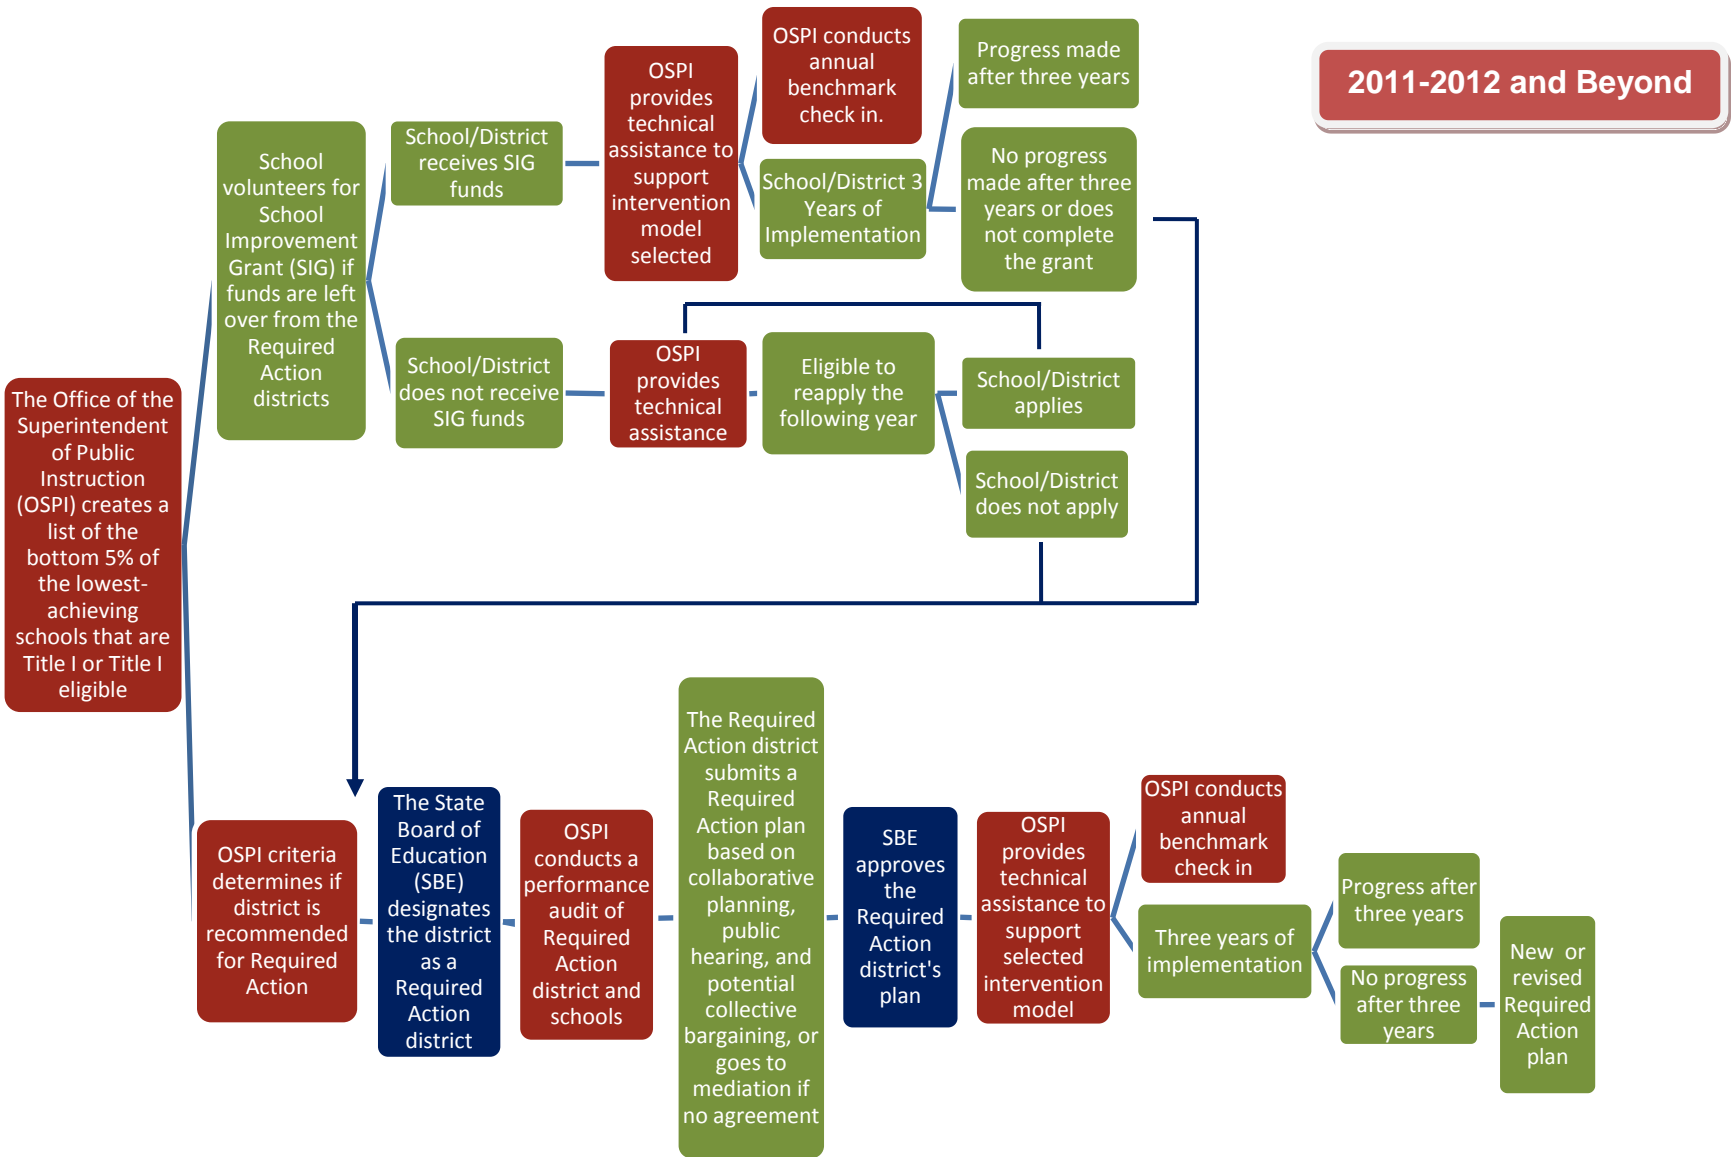 2011-2012 and Beyond
The Office of the
Superintendent
of Public
Instruction
(OSPI) creates a
list of the
bottom 5% of
the lowest-
achieving
schools that are
Title I or Title I
eligible
School
volunteers for
School
Improvement
Grant (SIG) if
funds are left
over from the
Required
Action
districts
School/District
receives SIG
funds
OSPI
provides
technical
assistance to
support
intervention
model
selected
OSPI conducts
annual
benchmark
check in.
School/District 3
Years of
Implementation
Progress made
after three years
No progress
made after three
years or does
not complete
the grant
School/District
does not receive
SIG funds
OSPI
provides
technical
assistance
Eligible to
reapply the
following year
School/District
applies
School/District
does not apply
OSPI criteria
determines if
district is
recommended
for Required
Action
The State
Board of
Education
(SBE)
designates
the district
as a
Required
Action
district
OSPI
conducts a
performance
audit of
Required
Action
district and
schools
The Required
Action district
submits a
Required
Action plan
based on
collaborative
planning,
public
hearing, and
potential
collective
bargaining, or
goes to
mediation if
no agreement
SBE
approves
the
Required
Action
district's
plan
OSPI
provides
technical
assistance to
support
selected
intervention
model
OSPI conducts
annual
benchmark
check in
Three years of
implementation
Progress after
three years
No progress
after three
years
New or
revised
Required
Action
plan